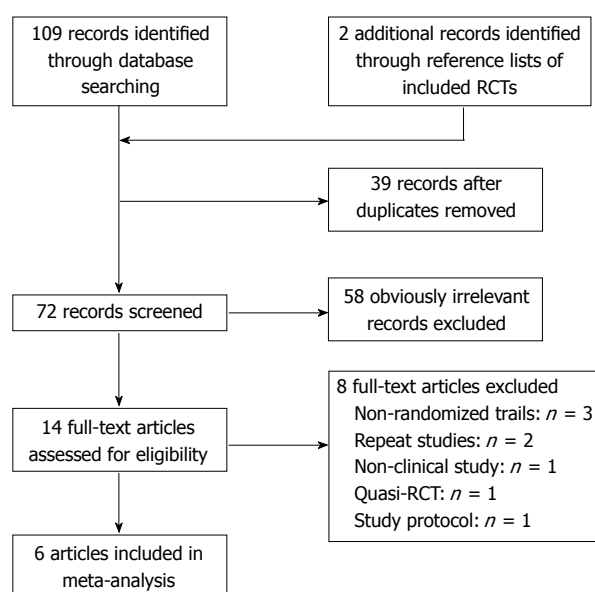 109 records identified
through database
searching
2 additional records identified
through reference lists of
included RCTs
39 records after
duplicates removed
72 records screened
58 obviously irrelevant
records excluded
14 full-text articles
assessed for eligibility
8 full-text articles excluded
Non-randomized trails: n = 3
Repeat studies: n = 2
Non-clinical study: n = 1
Quasi-RCT: n = 1
Study protocol: n = 1
6 articles included in
meta-analysis